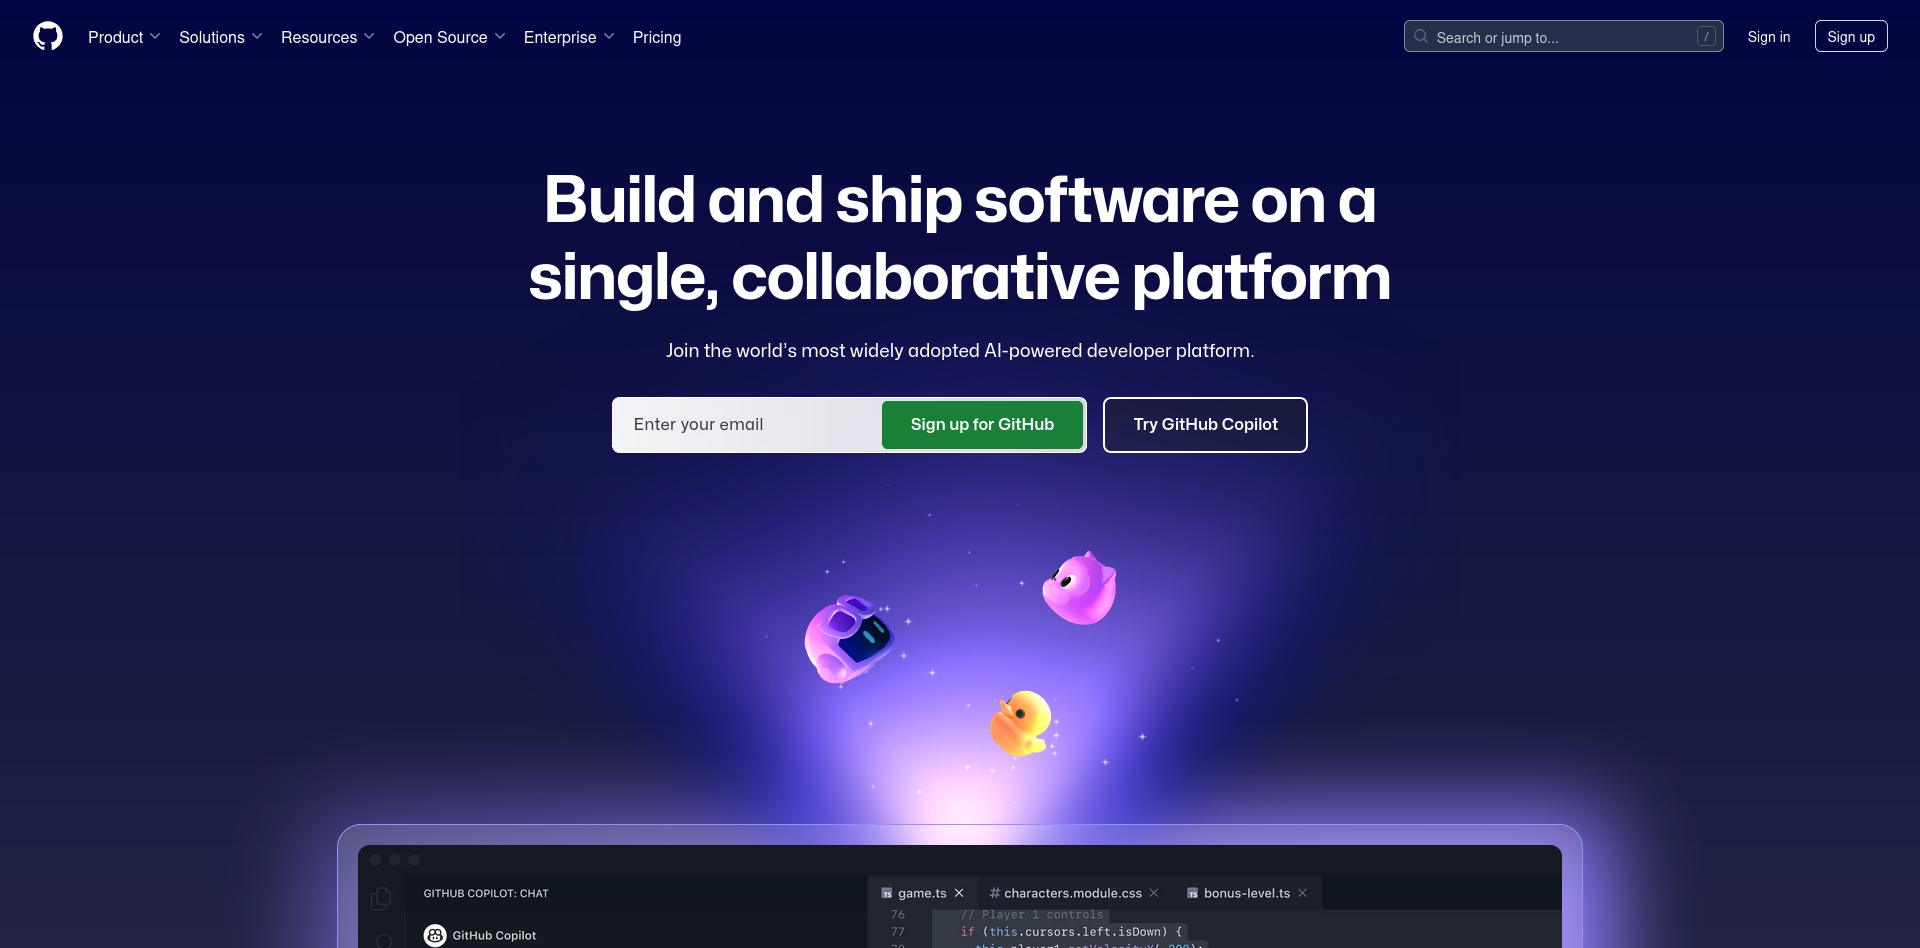 Product Solutions Resources Open Source Enterprise Pricing
Search or jump to... /
Sign in
Sign up
Build and ship software on a
single, collaborative platform
Join the world’s most widely adopted AI-powered developer platform.
Enter your email
Sign up for GitHub
Try GitHub Copilot
GITHUB COPILOT: CHAT
GitHub Copilot
TS game.ts
# characters.module.css
TS bonus-level.ts
76 // Player 1 controls
77 if (this.cursors.left.isDown) {